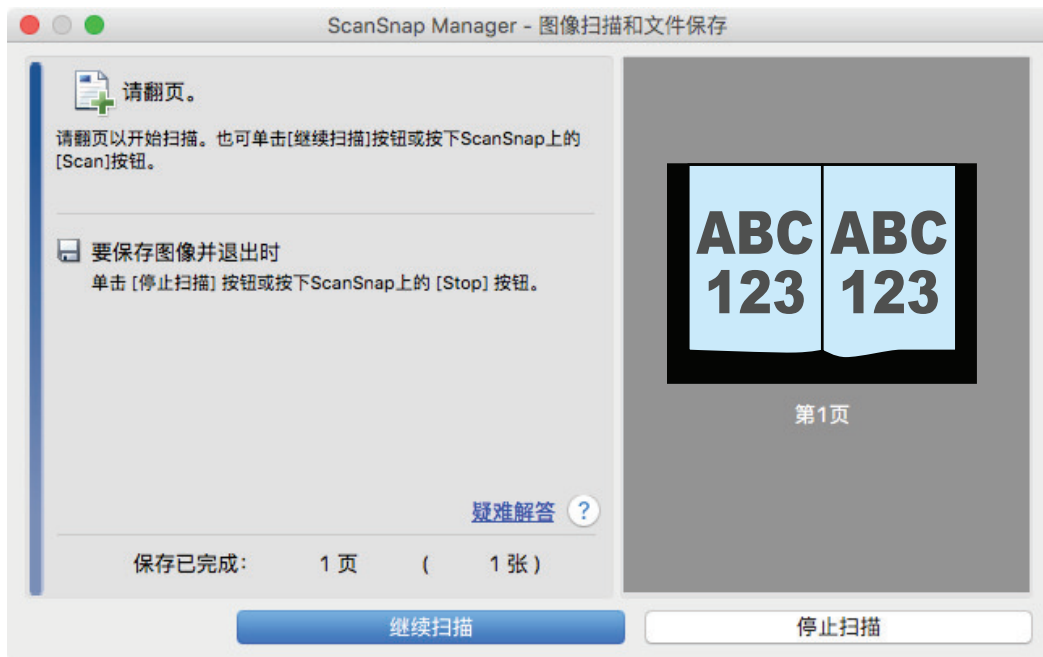 ScanSnap Manager - 图像扫描和文件保存
请翻页。
请翻页以开始扫描。也可单击[继续扫描]按钮或按下ScanSnap上的
[Scan]按钮。
要保存图像并退出时
单击 [停止扫描] 按钮或按下ScanSnap上的 [Stop] 按钮。
疑难解答 ?
保存已完成: 1 页 ( 1 张 )
ABC ABC
123 123
第1页
继续扫描 停止扫描